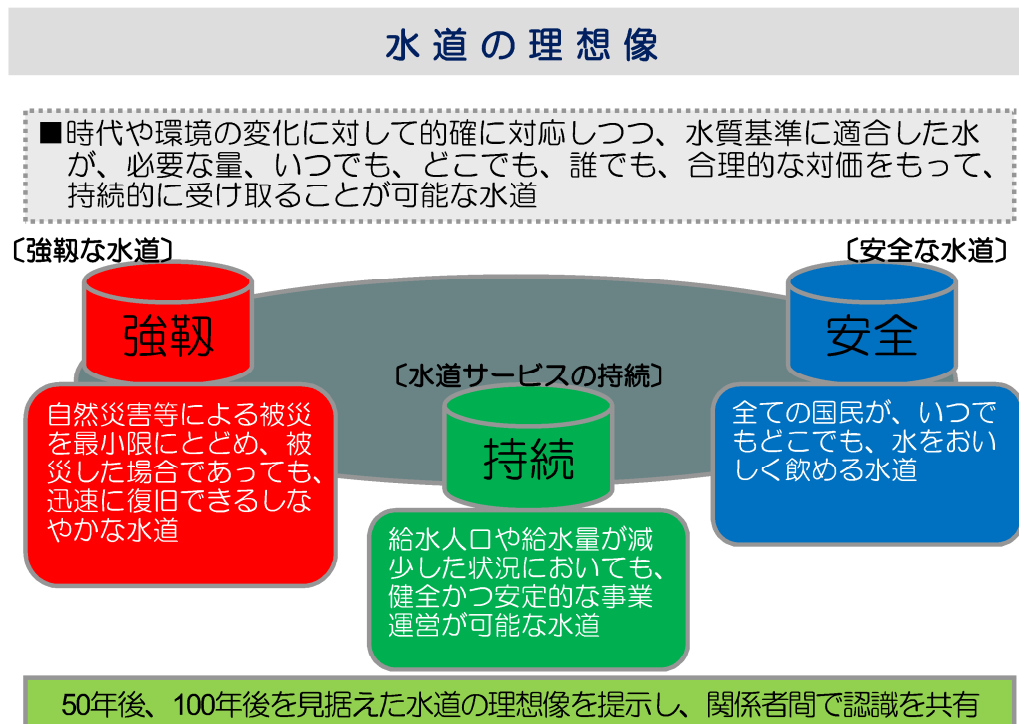 水道の理想像
■時代や環境の変化に対して的確に対応しつつ、水質基準に適合した水
が、必要な量、いつでも、どこでも、誰でも、合理的な対価をもって、
持続的に受け取ることが可能な水道
〔強靱な水道〕
強靱
自然災害等による被災
を最小限にとどめ、被
災した場合であっても、
迅速に復旧できるしな
やかな水道
〔水道サービスの持続〕
持続
給水人口や給水量が減
少した状況においても、
健全かつ安定的な事業
運営が可能な水道
〔安全な水道〕
安全
全ての国民が、いつで
もどこでも、水をおい
しく飲める水道
50年後、100年後を見据えた水道の理想像を提示し、関係者間で認識を共有